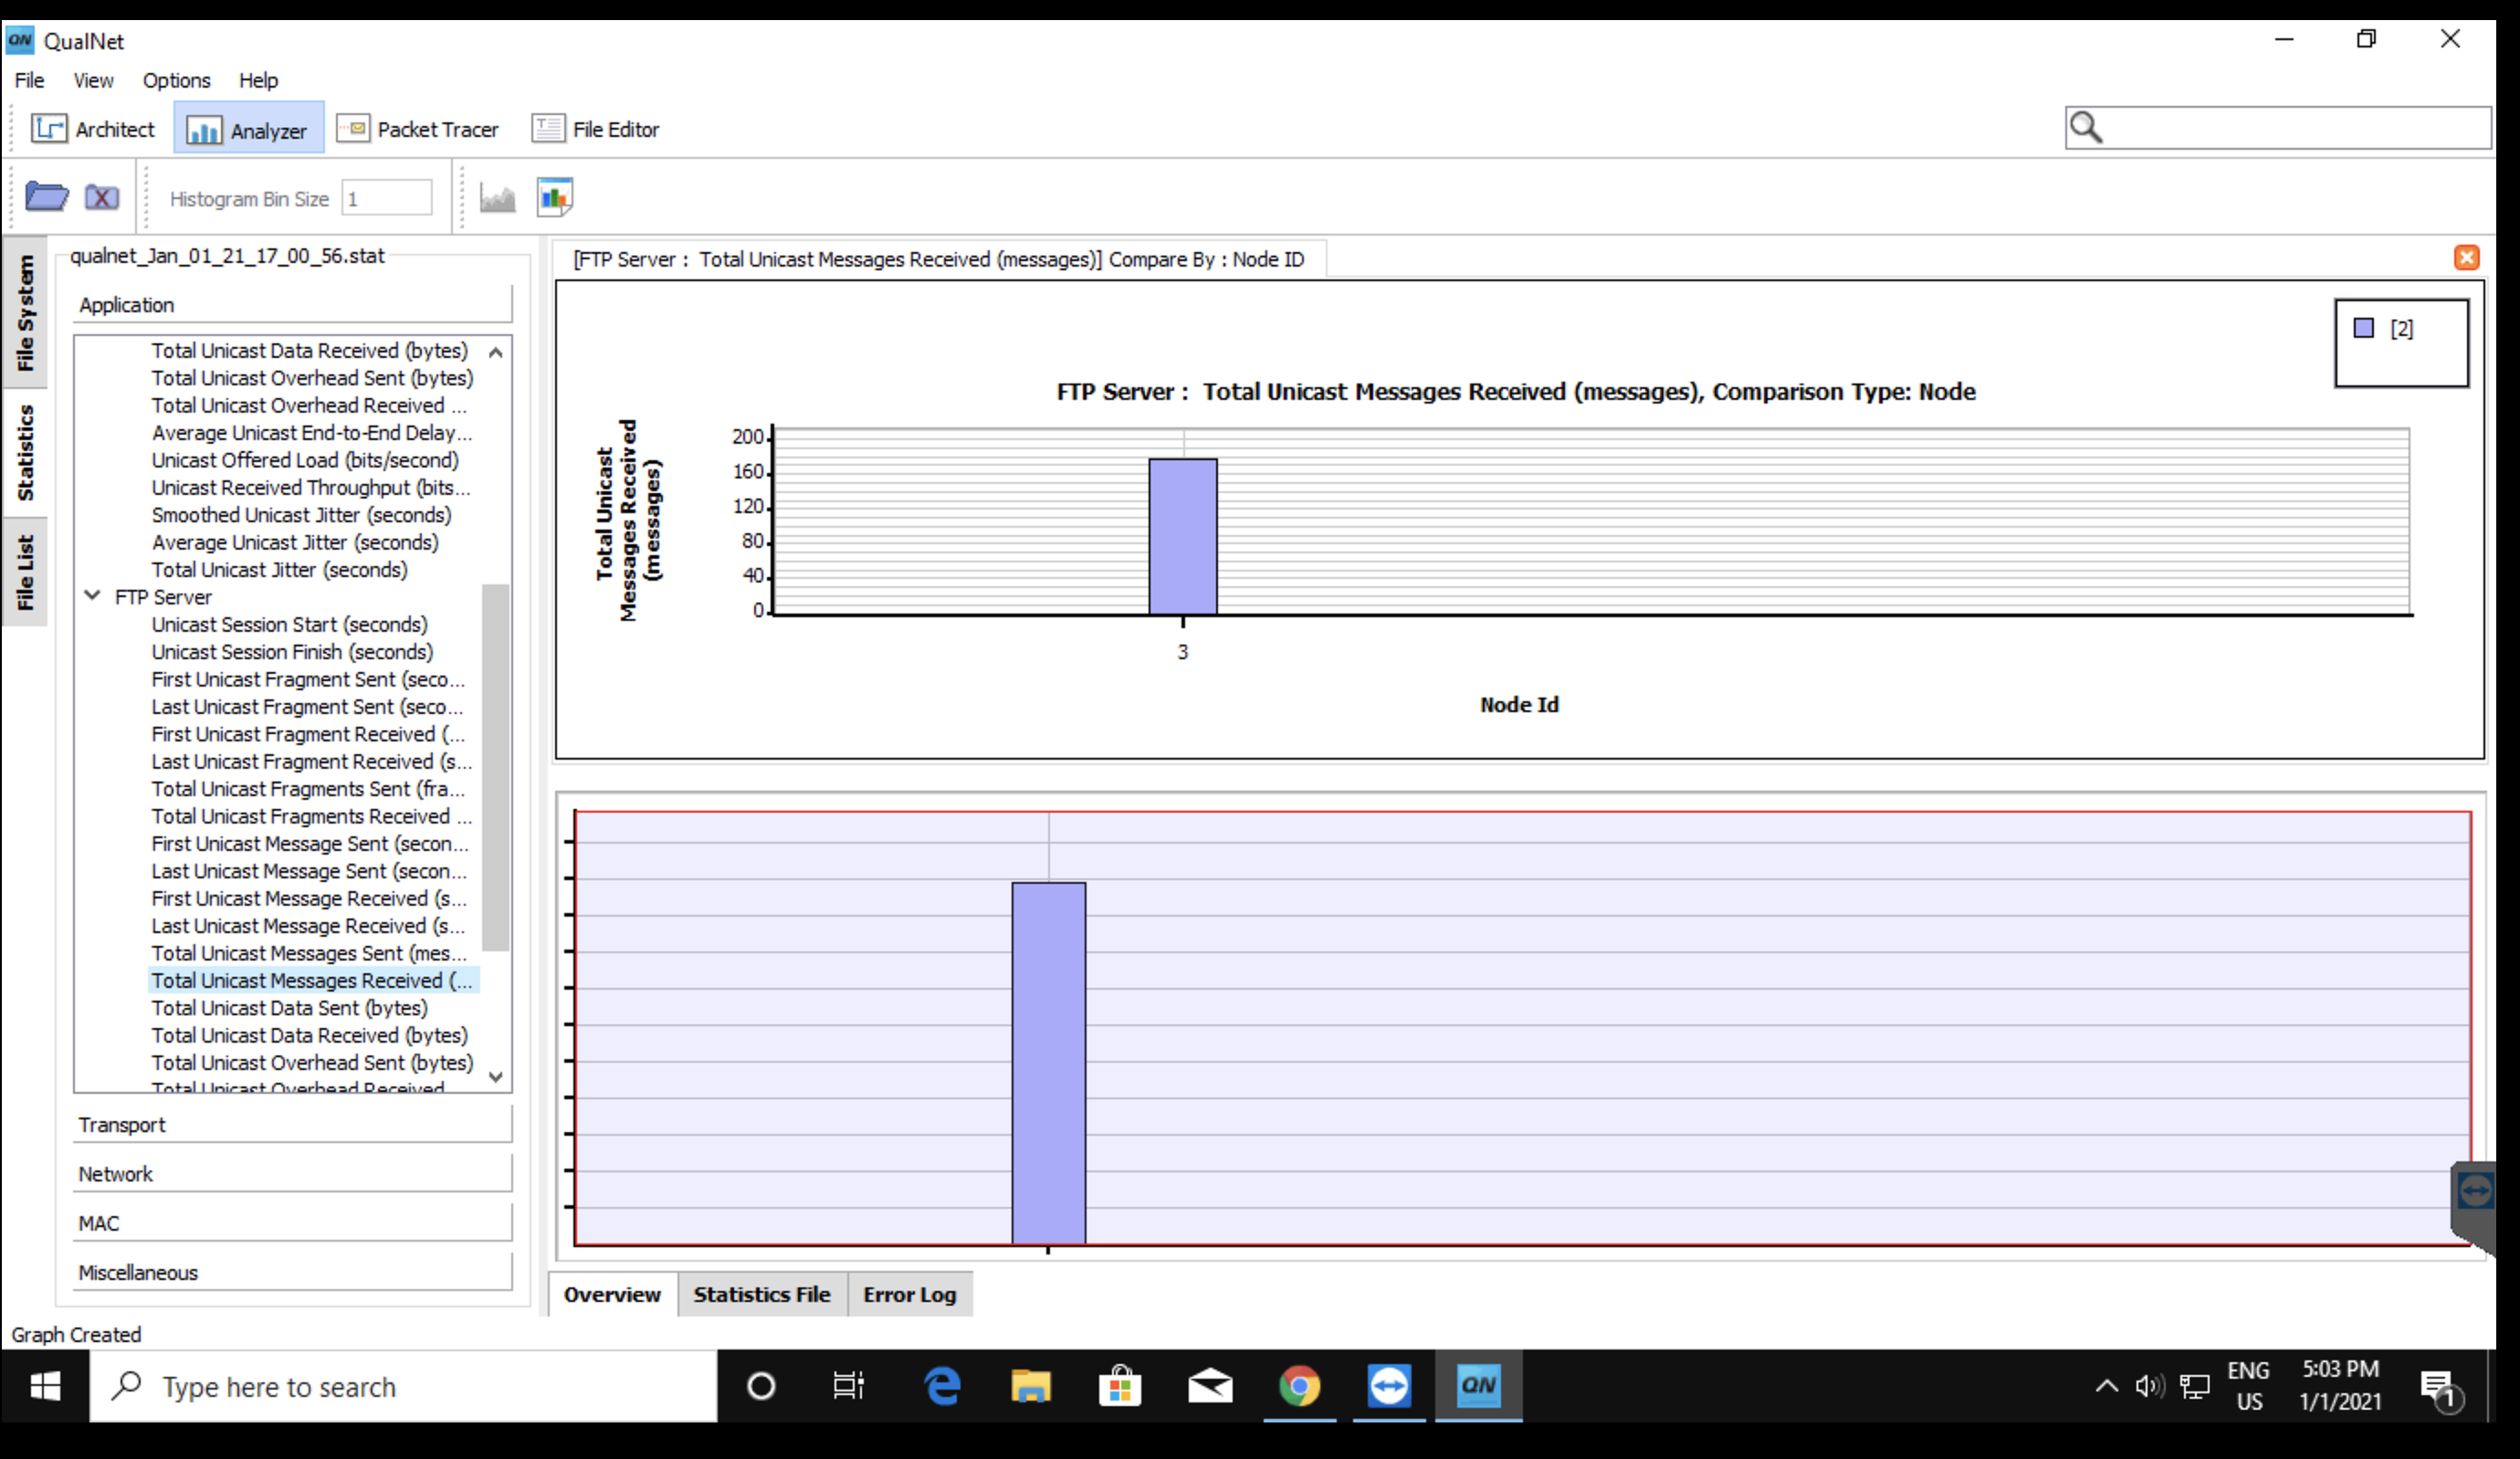 QN QualNet
File View Options Help
Architect Analyzer Packet Tracer File Editor
Histogram Bin Size 1
File System
Statistics
File List
qualnet_Jan_01_21_17_00_56.stat
Application
Total Unicast Data Received (bytes)
Total Unicast Overhead Sent (bytes)
Total Unicast Overhead Received ...
Average Unicast End-to-End Delay...
Unicast Offered Load (bits/second)
Unicast Received Throughput (bits...
Smoothed Unicast Jitter (seconds)
Average Unicast Jitter (seconds)
Total Unicast Jitter (seconds)
FTP Server
Unicast Session Start (seconds)
Unicast Session Finish (seconds)
First Unicast Fragment Sent (seco...
Last Unicast Fragment Sent (seco...
First Unicast Fragment Received (...
Last Unicast Fragment Received (s...
Total Unicast Fragments Sent (fra...
Total Unicast Fragments Received ...
First Unicast Message Sent (secon...
Last Unicast Message Sent (secon...
First Unicast Message Received (s...
Last Unicast Message Received (s...
Total Unicast Messages Sent (mes...
Total Unicast Messages Received (...
Total Unicast Data Sent (bytes)
Total Unicast Data Received (bytes)
Total Unicast Overhead Sent (bytes)
Total Unicast Overhead Received
Transport
Network
MAC
Miscellaneous
[FTP Server : Total Unicast Messages Received (messages)] Compare By : Node ID
[2]
FTP Server : Total Unicast Messages Received (messages), Comparison Type: Node
Total Unicast
Messages Received
(messages)
200
160
120
80
40
0
3
Node Id
Overview Statistics File Error Log
Graph Created
Type here to search
QN
ENG
US
5:03 PM
1/1/2021
1